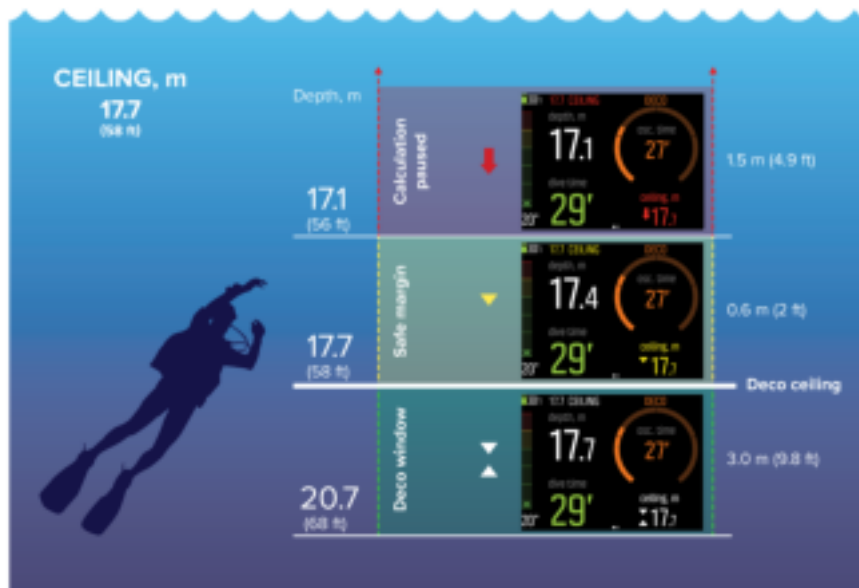 CEILING, m
17.7
(58 ft)
Depth, m
17.1
(56 ft)
17.7
(58 ft)
20.7
(68 ft)
Calculation
paused
17.7 CEILING
DECO
depth, m
17.1
asc. time
27'
dive time
29'
ceiling, m
17.7
20°
1.5 m (4.9 ft)
Safe margin
17.7 CEILING
DECO
depth, m
17.4
asc. time
27'
dive time
29'
ceiling, m
17.7
20°
0.6 m (2 ft)
Deco ceiling
Deco window
17.7 CEILING
DECO
depth, m
17.7
asc. time
27'
dive time
29'
ceiling, m
17.7
20°
3.0 m (9.8 ft)